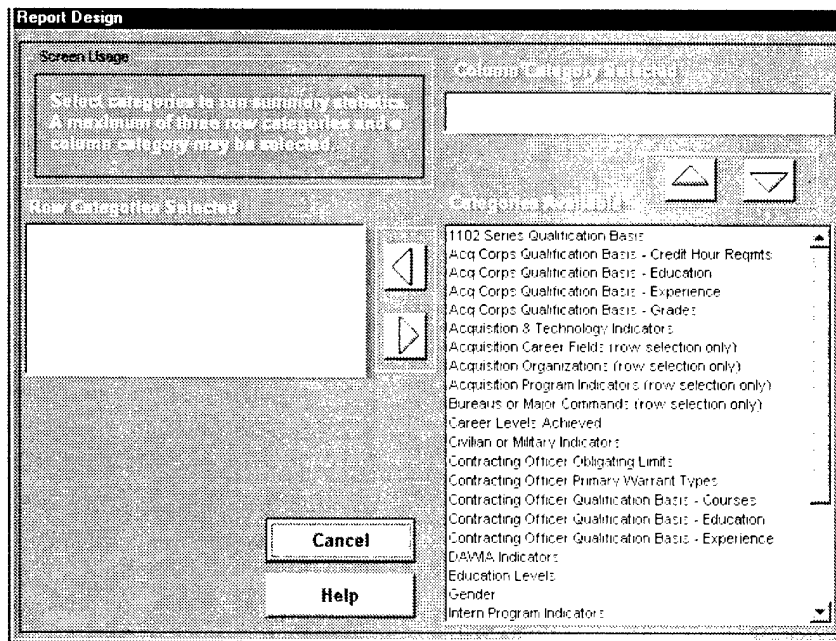 Report Design
Screen Usage
Select categories to run summary statistics.
A maximum of three row categories and a
column category may be selected.
Column Category Selected
Row Categories Selected
Categories Available
1102 Series Qualification Basis
Acq Corps Qualification Basis - Credit Hour Reqmts
Acq Corps Qualification Basis - Education
Acq Corps Qualification Basis - Experience
Acq Corps Qualification Basis - Grades
Acquisition & Technology Indicators
Acquisition Career Fields (row selection only)
Acquisition Organizations (row selection only)
Acquisition Program Indicators (row selection only)
Bureaus or Major Commands (row selection only)
Career Levels Achieved
Civilian or Military Indicators
Contracting Officer Obligating Limits
Contracting Officer Primary Warrant Types
Contracting Officer Qualification Basis - Courses
Contracting Officer Qualification Basis - Education
Contracting Officer Qualification Basis - Experience
DAWIA Indicators
Education Levels
Gender
Intern Program Indicators
Cancel
Help